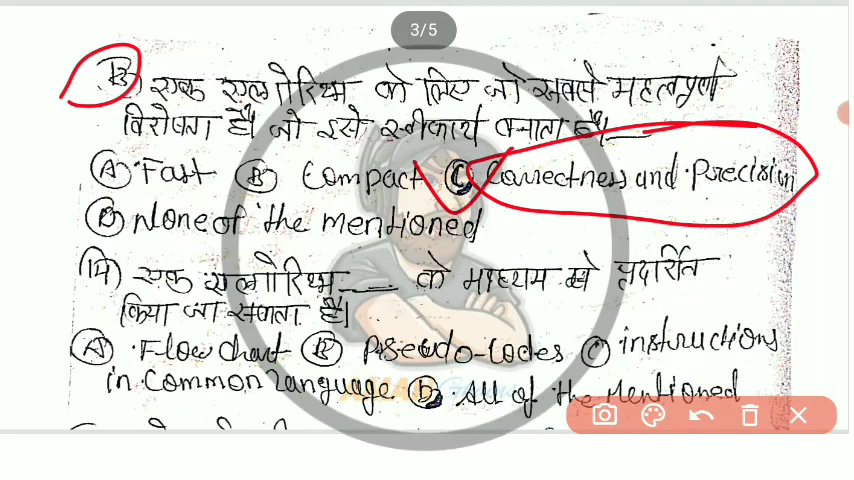 3/5
13) एक एल्गोरिथ्म के लिए जो सबसे महत्वपूर्ण
विशेषता है। जो इसे स्वीकार्य बनाता है।__
(A) Fast (B) Compact (C) Correctness and Precision
(D) None of the mentioned
14) एक एल्गोरिथ्म ___ के माध्यम से प्रदर्शित
किया जा सकता है।
(A) Flow chart (B) Pseudo-Codes (C) instructions
in Common language (D) All of the Mentioned